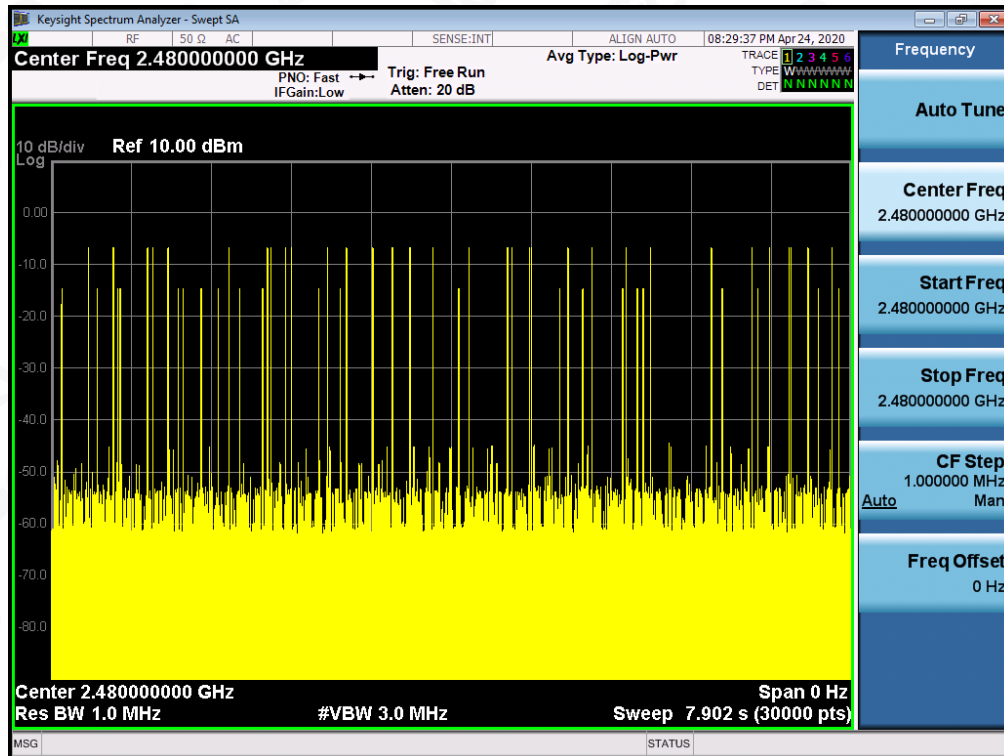 Keysight Spectrum Analyzer - Swept SA
LXI RF 50 Ω AC SENSE:INT ALIGN AUTO 08:29:37 PM Apr 24, 2020
Center Freq 2.480000000 GHz
PNO: Fast
IFGain:Low
Trig: Free Run
Atten: 20 dB
Avg Type: Log-Pwr
TRACE 1 2 3 4 5 6
TYPE WWWWWW
DET N N N N N N
10 dB/div Ref 10.00 dBm
Log
0.00
-10.0
-20.0
-30.0
-40.0
-50.0
-60.0
-70.0
-80.0
Center 2.480000000 GHz Span 0 Hz
Res BW 1.0 MHz #VBW 3.0 MHz Sweep 7.902 s (30000 pts)
MSG STATUS
Frequency
Auto Tune
Center Freq
2.480000000 GHz
Start Freq
2.480000000 GHz
Stop Freq
2.480000000 GHz
CF Step
1.000000 MHz
Auto Man
Freq Offset
0 Hz